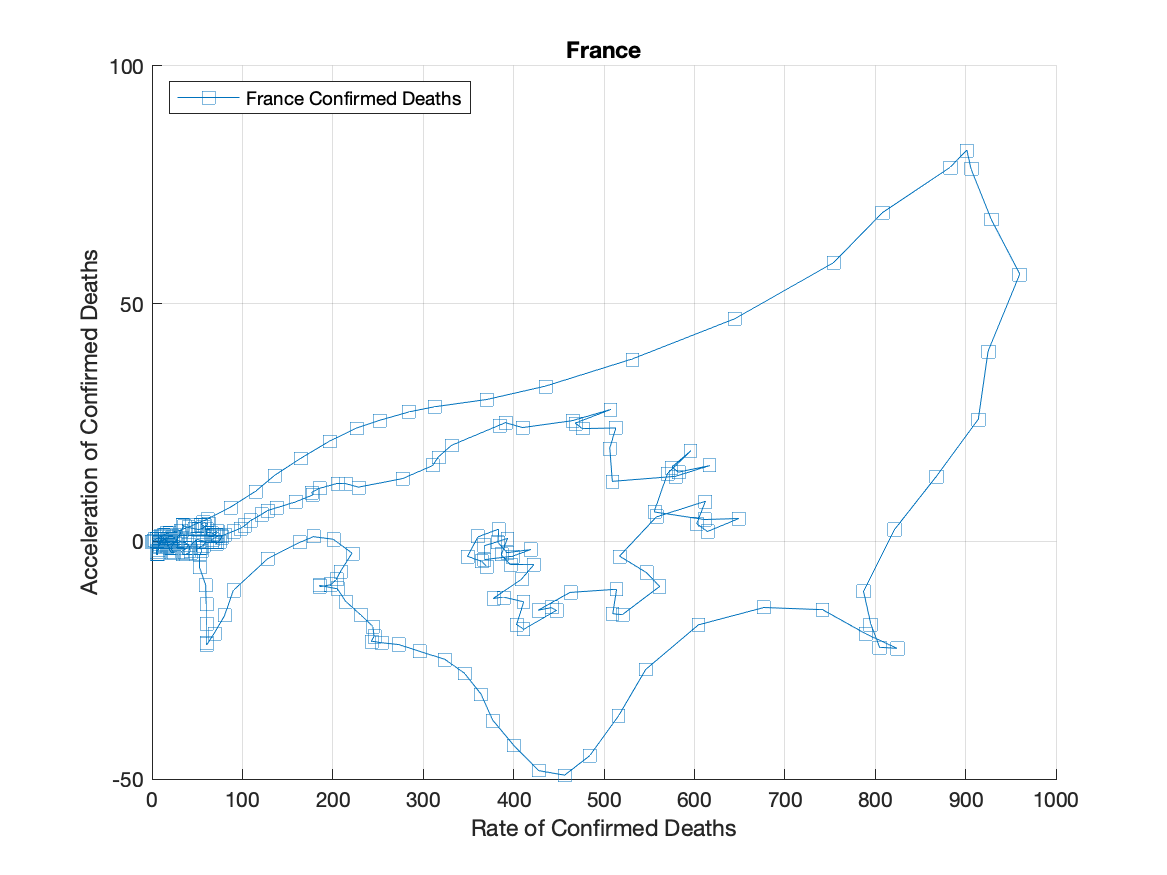 France
France Confirmed Deaths
Acceleration of Confirmed Deaths
100
50
0
-50
0 100 200 300 400 500 600 700 800 900 1000
Rate of Confirmed Deaths